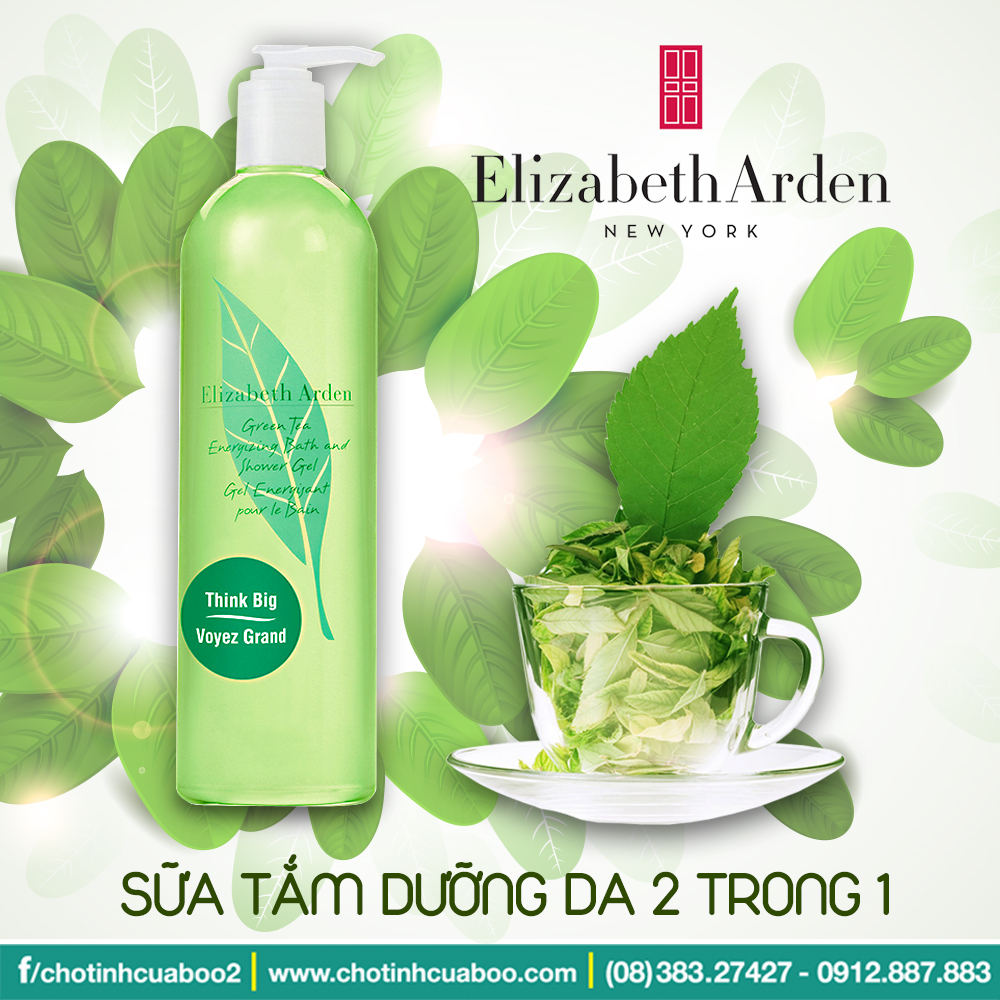 Elizabeth Arden
NEW YORK
Elizabeth Arden
Green Tea
Energizing Bath and
Shower Gel
Gel Energisant
pour le Bain
Think Big
Voyez Grand
SỮA TẮM DƯỠNG DA 2 TRONG 1
f/chotinhcuaboo2 | www.chotinhcuaboo.com | (08)383.27427 - 0912.887.883